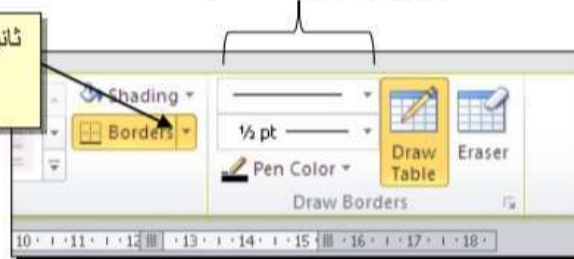 Shading
Borders
½ pt
Pen Color
Draw Table
Eraser
Draw Borders
10 · 11 · 12 · 13 · 14 · 15 · 16 · 17 · 18